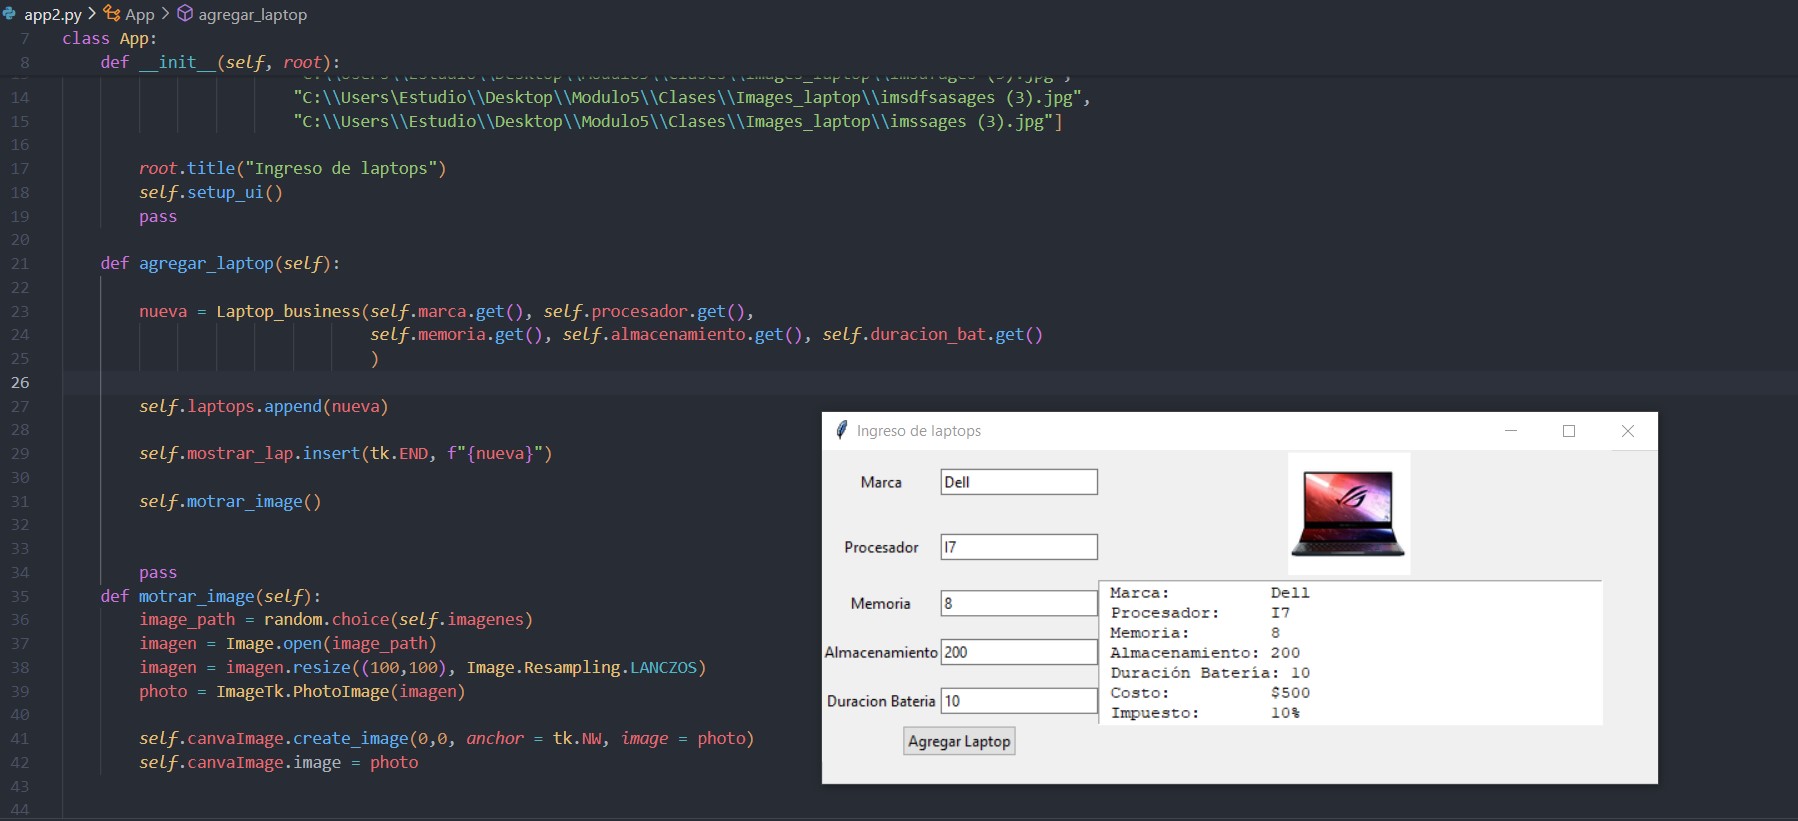 app2.py > App > agregar_laptop
7 class App:
8 def __init__(self, root):
14 "C:\\Users\Estudio\\Desktop\\Modulo5\\Clases\\Images_laptop\\imsdfsasages (3).jpg",
15 "C:\\Users\\Estudio\\Desktop\\Modulo5\\Clases\\Images_laptop\\imssages (3).jpg"]
16
17 root.title("Ingreso de laptops")
18 self.setup_ui()
19 pass
20
21 def agregar_laptop(self):
22
23 nueva = Laptop_business(self.marca.get(), self.procesador.get(),
24 self.memoria.get(), self.almacenamiento.get(), self.duracion_bat.get()
25 )
26
27 self.laptops.append(nueva)
28
29 self.mostrar_lap.insert(tk.END, f"{nueva}")
30
31 self.motrar_image()
32
33
34 pass
35 def motrar_image(self):
36 image_path = random.choice(self.imagenes)
37 imagen = Image.open(image_path)
38 imagen = imagen.resize((100,100), Image.Resampling.LANCZOS)
39 photo = ImageTk.PhotoImage(imagen)
40
41 self.canvaImage.create_image(0,0, anchor = tk.NW, image = photo)
42 self.canvaImage.image = photo
43
44
Ingreso de laptops
Marca Dell
Procesador I7
Memoria 8
Almacenamiento 200
Duracion Bateria 10
Agregar Laptop
Marca: Dell
Procesador: I7
Memoria: 8
Almacenamiento: 200
Duración Batería: 10
Costo: $500
Impuesto: 10%